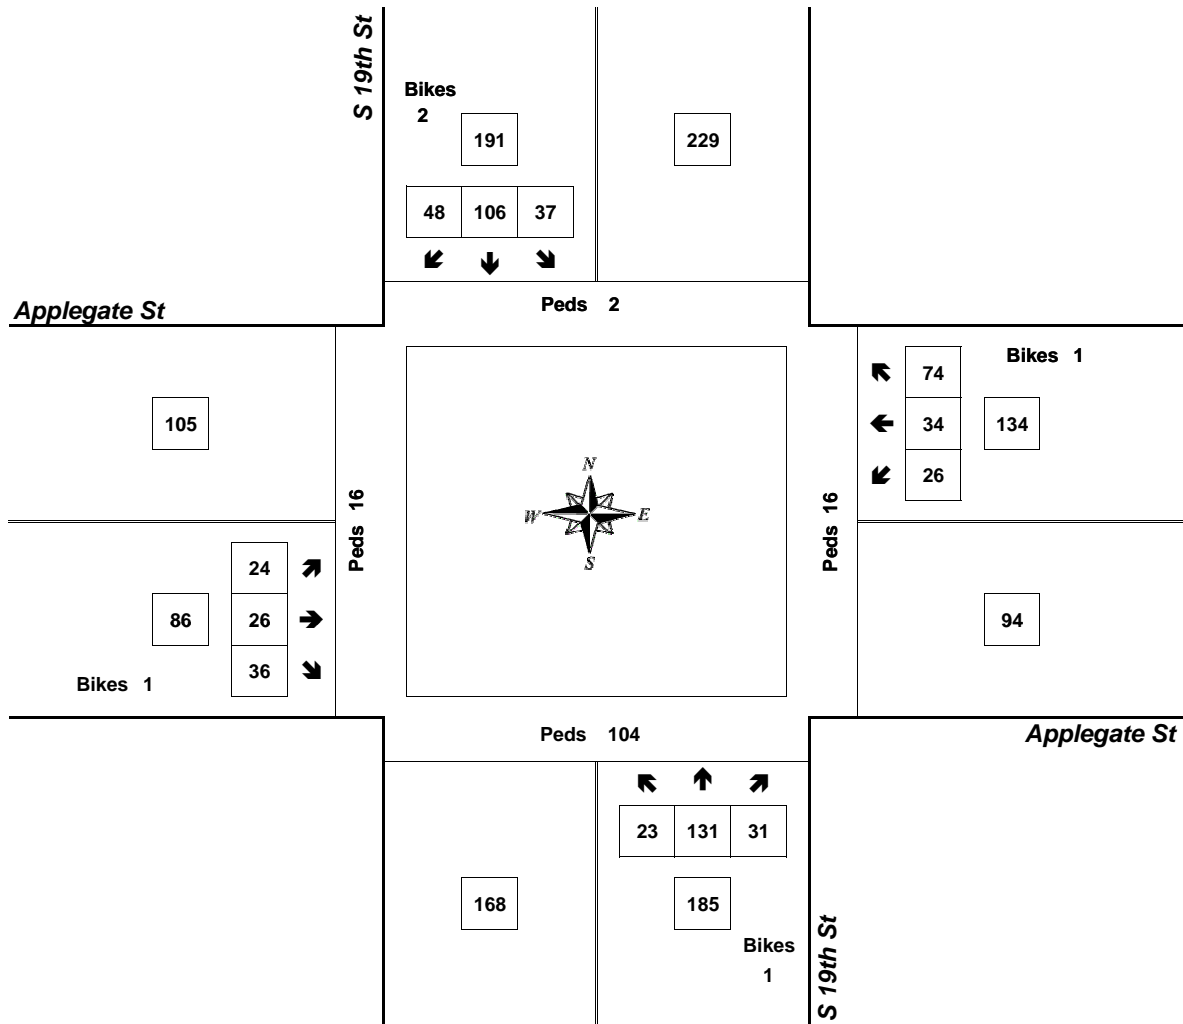 S 19th St
Bikes
2
191
229
48 106 37
Applegate St
Peds 2
Bikes 1
74
105
34 134
26
N
W E
S
Peds 16
Peds 16
24
86 26 94
36
Bikes 1
Peds 104
Applegate St
23 131 31
168 185
Bikes
1
S 19th St